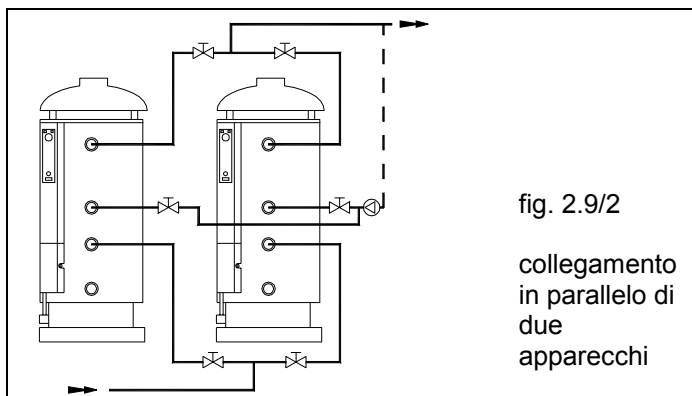 fig. 2.9/2
collegamento
in parallelo di
due
apparecchi